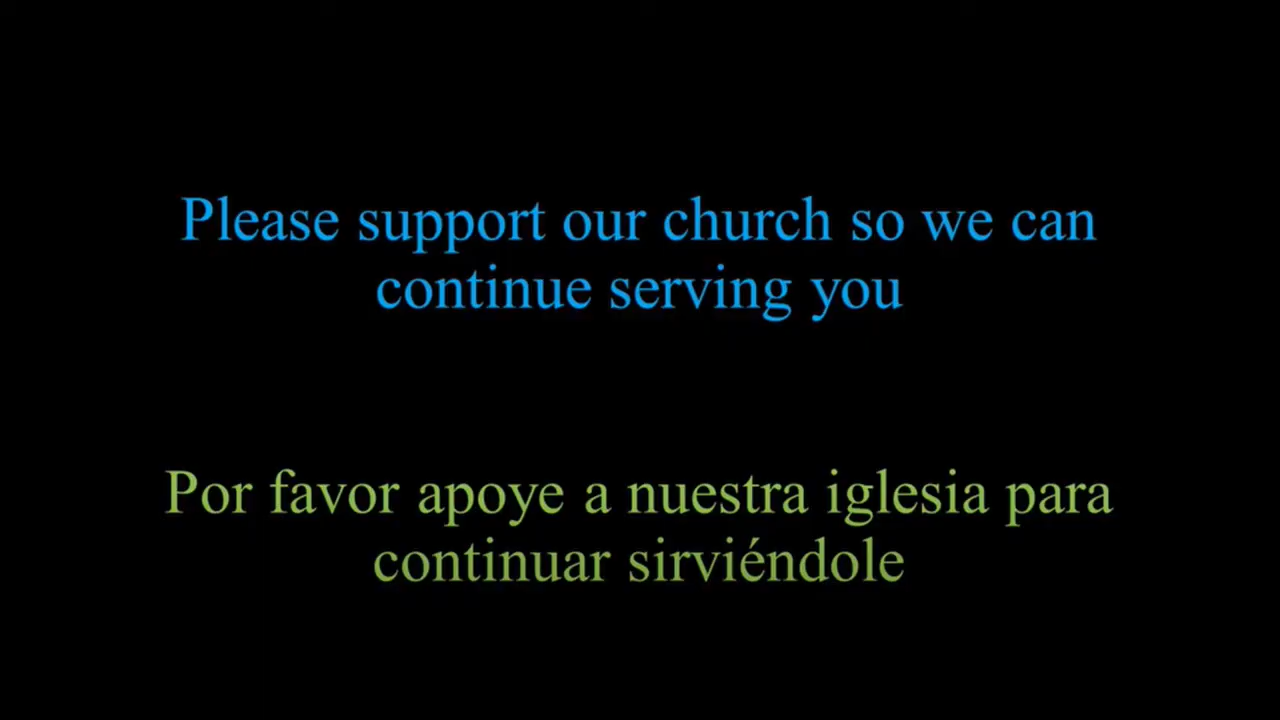 Please support our church so we can
continue serving you
Por favor apoye a nuestra iglesia para
continuar sirviéndole